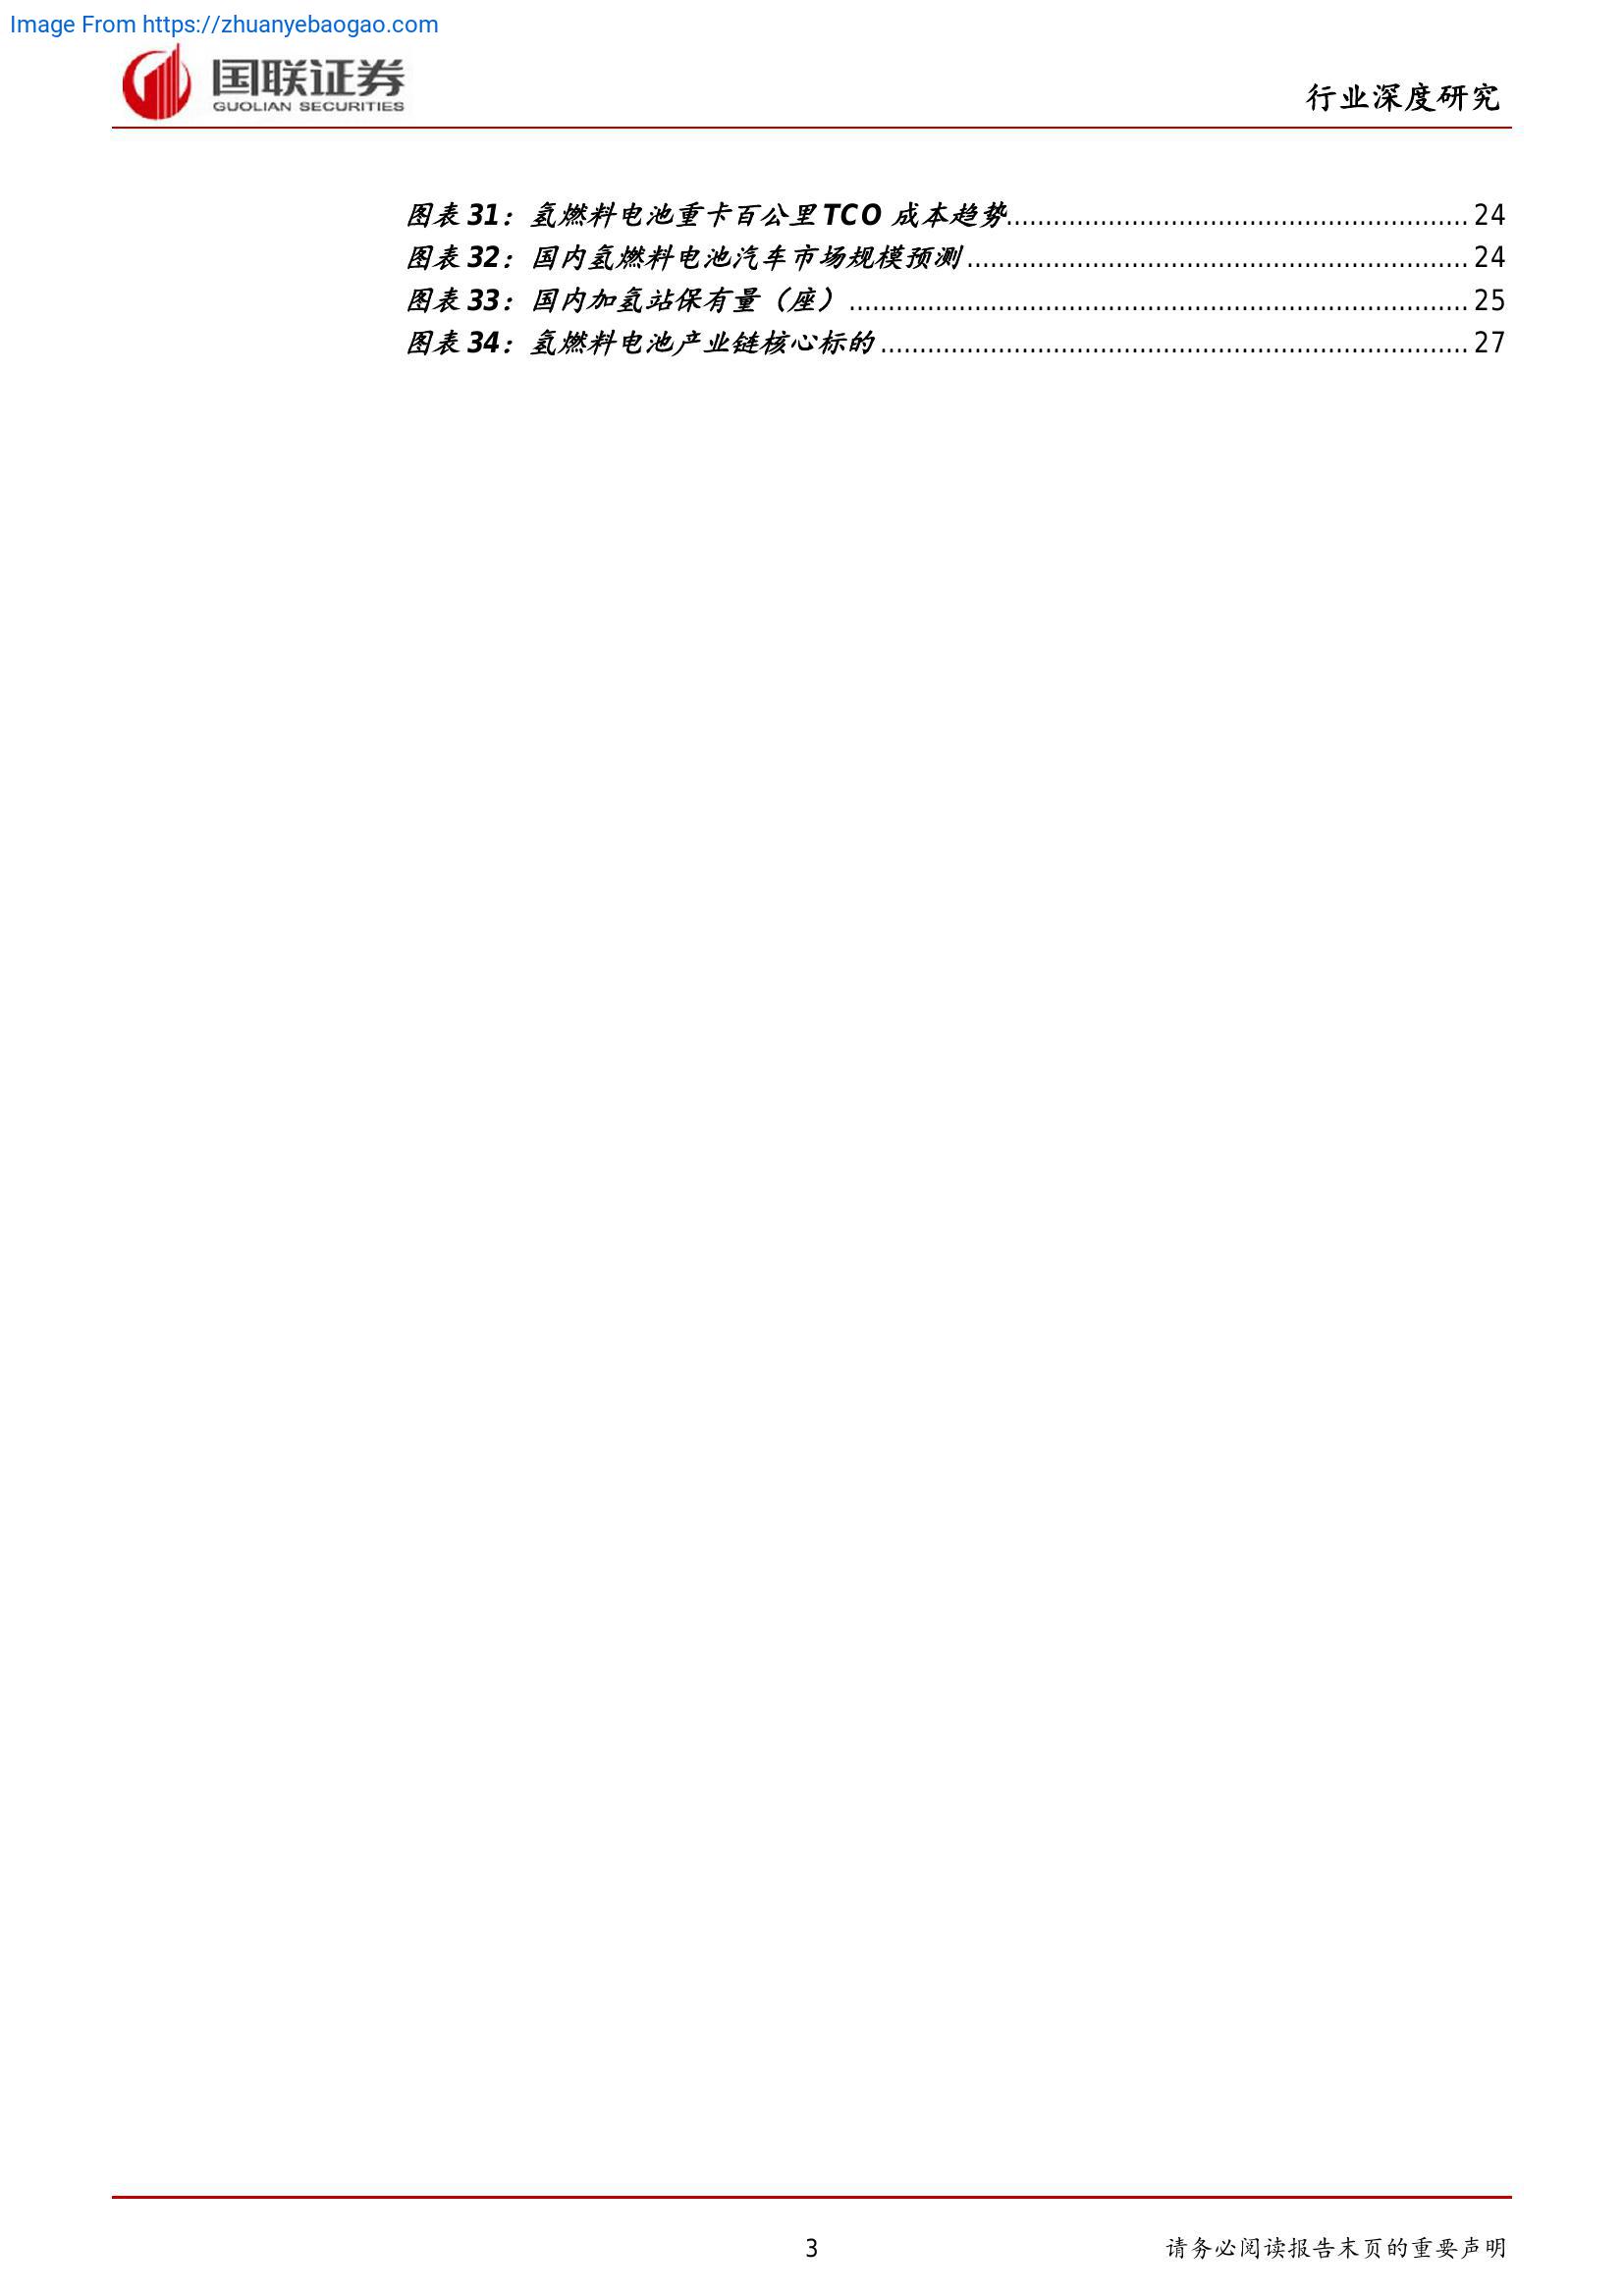 Image From https://zhuanyebaogao.com
国联证券
GUOLIAN SECURITIES
行业深度研究
图表 31：氢燃料电池重卡百公里 TCO 成本趋势........................................................... 24
图表 32：国内氢燃料电池汽车市场规模预测................................................................ 24
图表 33：国内加氢站保有量（座）............................................................................... 25
图表 34：氢燃料电池产业链核心标的........................................................................... 27
3
请务必阅读报告末页的重要声明